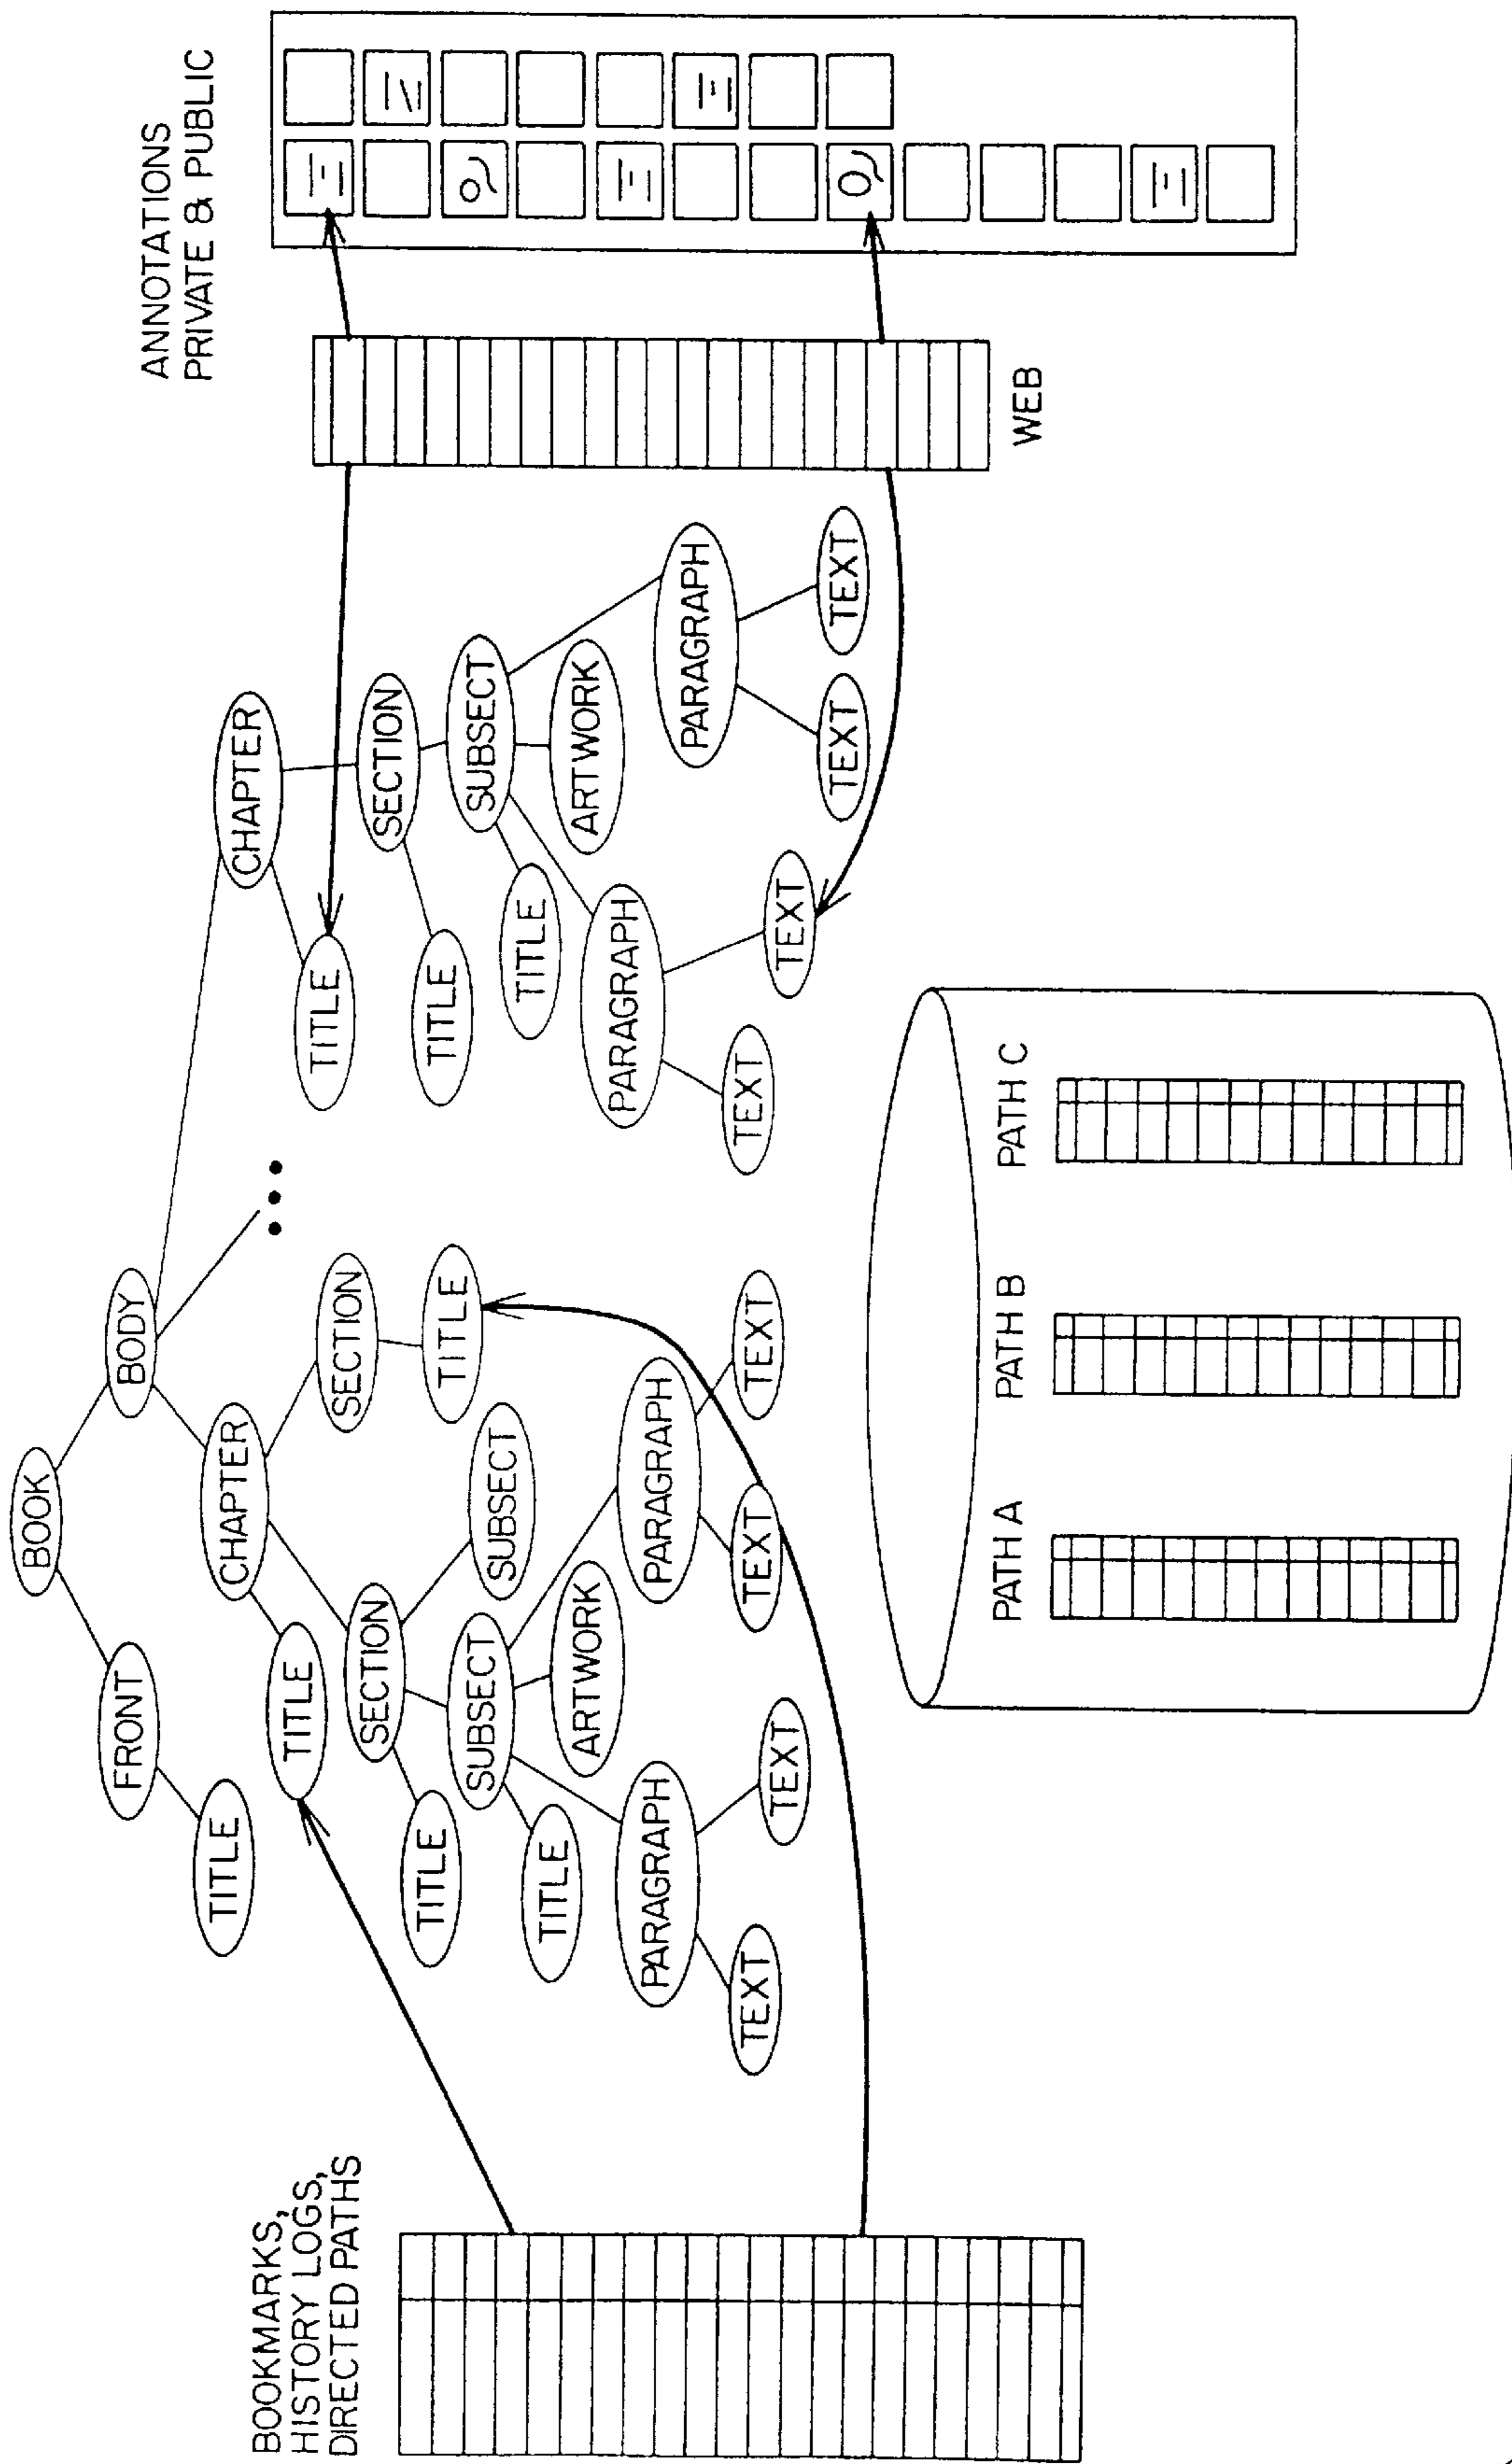 BOOK
FRONT
BODY
ANNOTATIONS
PRIVATE & PUBLIC
TITLE
CHAPTER
CHAPTER
BOOKMARKS,
HISTORY LOGS,
DIRECTED PATHS
TITLE
TITLE
SECTION
SECTION
SECTION
TITLE
TITLE
TITLE
SUBSECT
SUBSECT
SUBSECT
TITLE
TITLE
ARTWORK
ARTWORK
PARAGRAPH
PARAGRAPH
PARAGRAPH
PARAGRAPH
TEXT
TEXT
TEXT
TEXT
TEXT
TEXT
TEXT
TEXT
WEB
PATH A
PATH B
PATH C